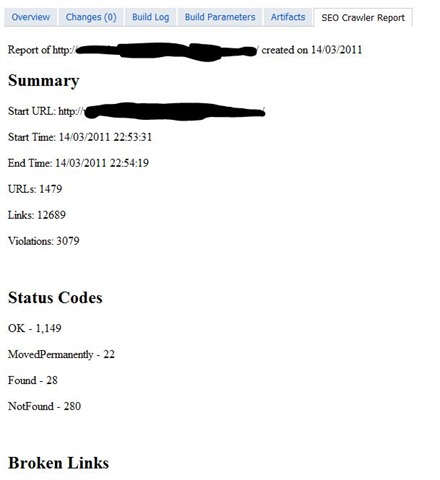 Overview Changes (0) Build Log Build Parameters Artifacts SEO Crawler Report
Report of http:/ / created on 14/03/2011
Summary
Start URL: http:/ /
Start Time: 14/03/2011 22:53:31
End Time: 14/03/2011 22:54:19
URLs: 1479
Links: 12689
Violations: 3079
Status Codes
OK - 1,149
MovedPermanently - 22
Found - 28
NotFound - 280
Broken Links